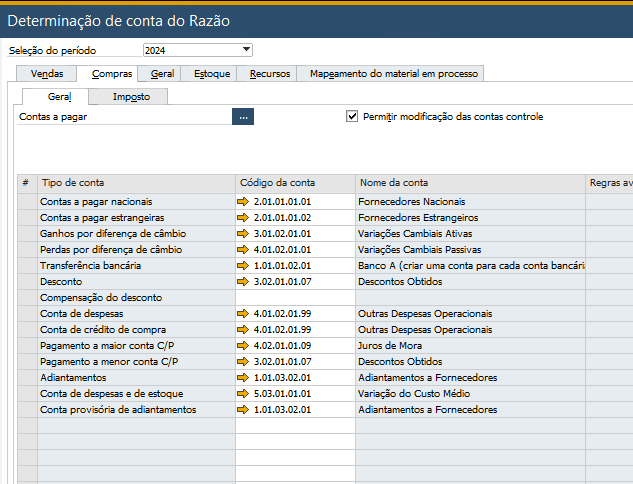 Determinação de conta do Razão
Seleção do período 2024
Vendas Compras Geral Estoque Recursos Mapeamento do material em processo
Geral Imposto
Contas a pagar ... Permitir modificação das contas controle
# Tipo de conta Código da conta Nome da conta Regras av
Contas a pagar nacionais 2.01.01.01.01 Fornecedores Nacionais
Contas a pagar estrangeiras 2.01.01.01.02 Fornecedores Estrangeiros
Ganhos por diferença de câmbio 3.01.02.01.01 Variações Cambiais Ativas
Perdas por diferença de câmbio 4.01.02.01.01 Variações Cambiais Passivas
Transferência bancária 1.01.01.02.01 Banco A (criar uma conta para cada conta bancári
Desconto 3.02.01.01.07 Descontos Obtidos
Compensação do desconto
Conta de despesas 4.01.02.01.99 Outras Despesas Operacionais
Conta de crédito de compra 4.01.02.01.99 Outras Despesas Operacionais
Pagamento a maior conta C/P 4.02.01.01.09 Juros de Mora
Pagamento a menor conta C/P 3.02.01.01.07 Descontos Obtidos
Adiantamentos 1.01.03.02.01 Adiantamentos a Fornecedores
Conta de despesas e de estoque 5.03.01.01.01 Variação do Custo Médio
Conta provisória de adiantamentos 1.01.03.02.01 Adiantamentos a Fornecedores